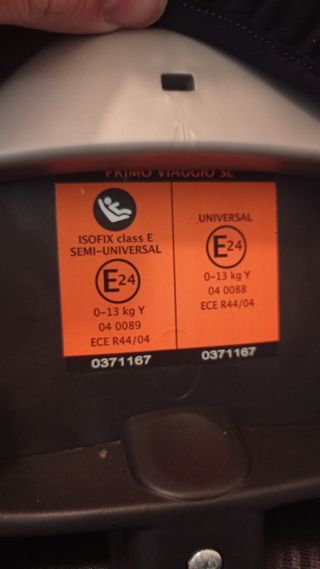 PRIMO VIAGGIO SL
ISOFIX class E
SEMI-UNIVERSAL
E24
0-13 kg Y
04 0089
ECE R44/04
0371167
UNIVERSAL
E24
0-13 kg Y
04 0088
ECE R44/04
0371167